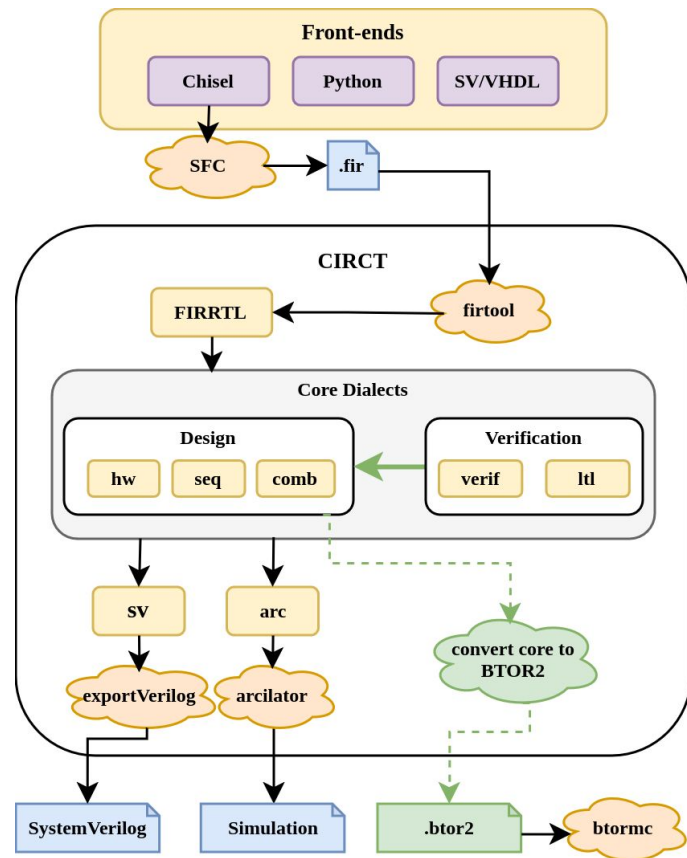 Front-ends
Chisel
Python
SV/VHDL
SFC
.fir
CIRCT
FIRRTL
firtool
Core Dialects
Design
Verification
hw
seq
comb
verif
ltl
sv
arc
convert core to
BTOR2
exportVerilog
arcilator
SystemVerilog
Simulation
.btor2
btormc